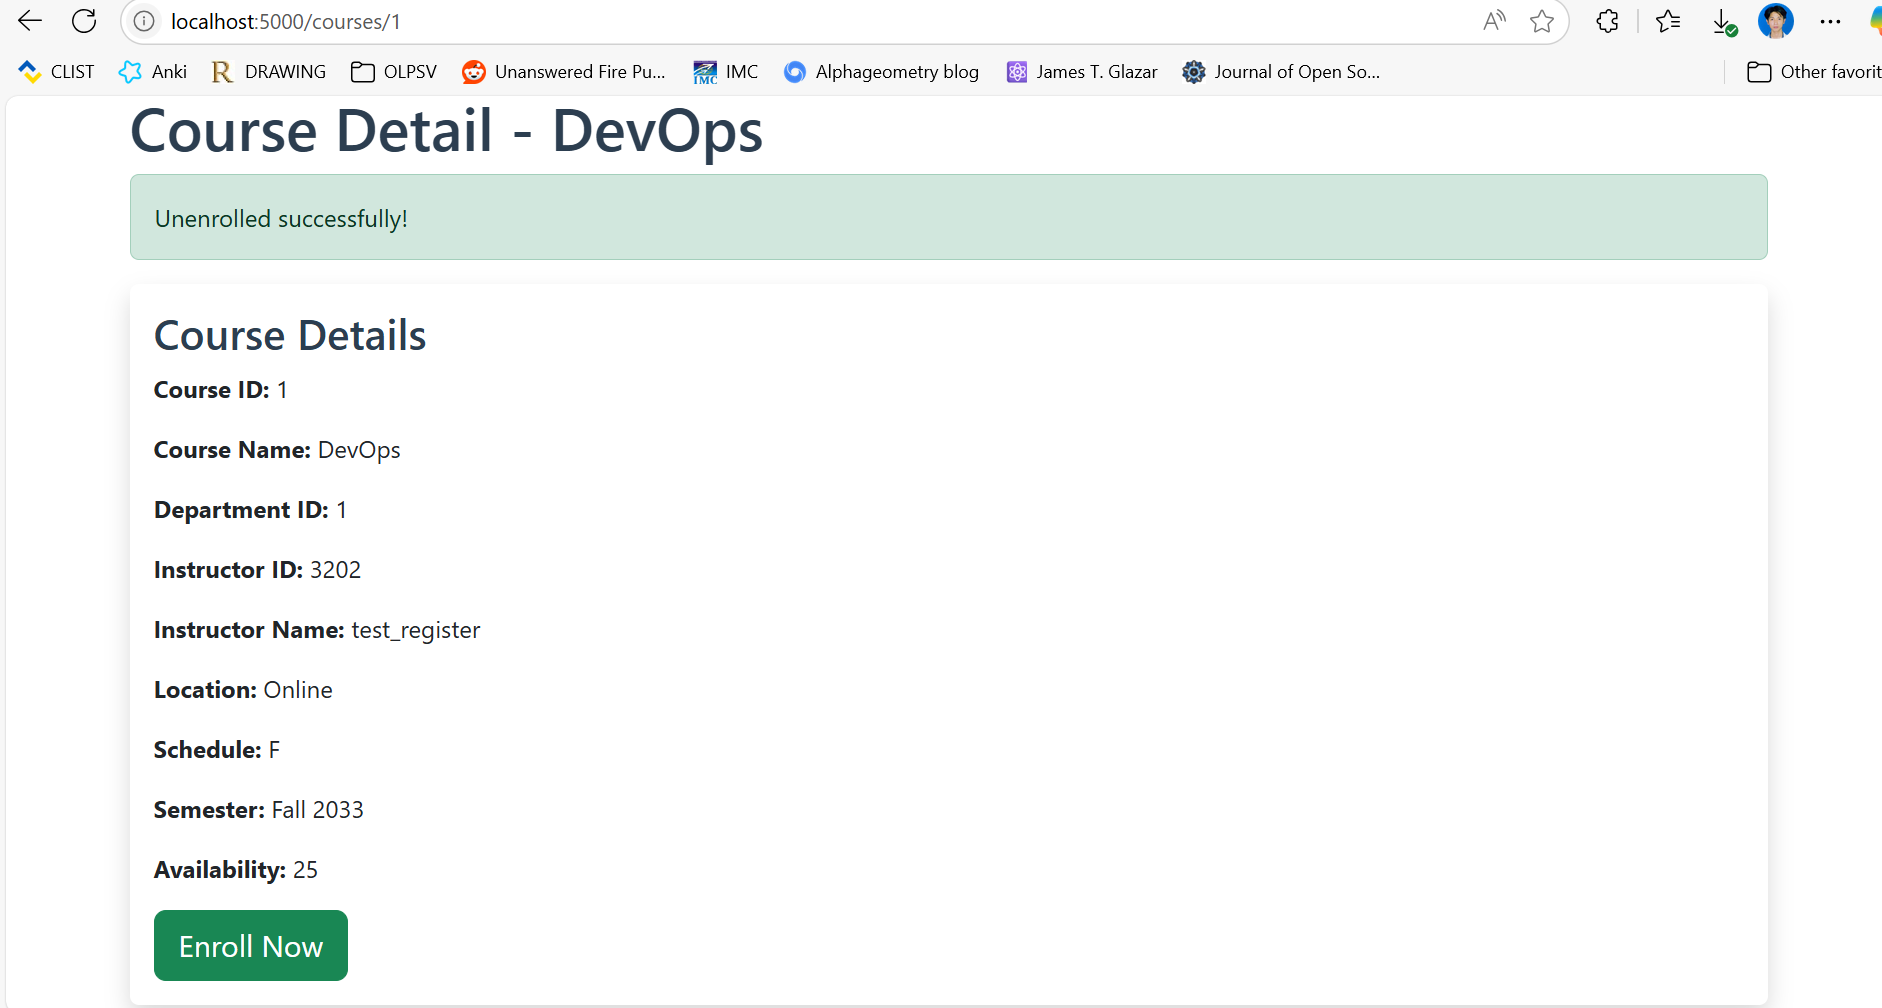 localhost:5000/courses/1
CLIST Anki DRAWING OLPSV Unanswered Fire Pu... IMC Alphageometry blog James T. Glazar Journal of Open So... Other favorit
Course Detail - DevOps
Unenrolled successfully!
Course Details
Course ID: 1
Course Name: DevOps
Department ID: 1
Instructor ID: 3202
Instructor Name: test_register
Location: Online
Schedule: F
Semester: Fall 2033
Availability: 25
Enroll Now